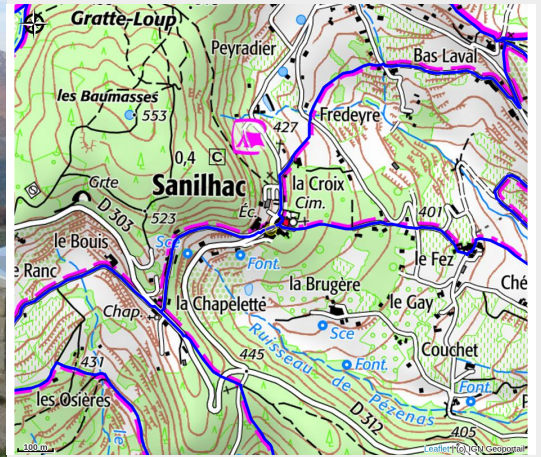 Gratte-Loup
Peyradier
Bas Laval
les Baumasses
553
427
Fredeyre
0,4 C
Sanilhac
la Croix
Grte
Éc.
Cim.
D 303
523
401
le Bouis
Sce
Font.
le Fez
e Ranc
Ché
la Brugère
le Gay
la Chapelette
Chap.
Sce
Couchet
445
Font.
Ruisseau de Pézenas
431
Font.
les Osières
D 312
405
F
le
100 m
Leaflet | (c) IGN Geoportail